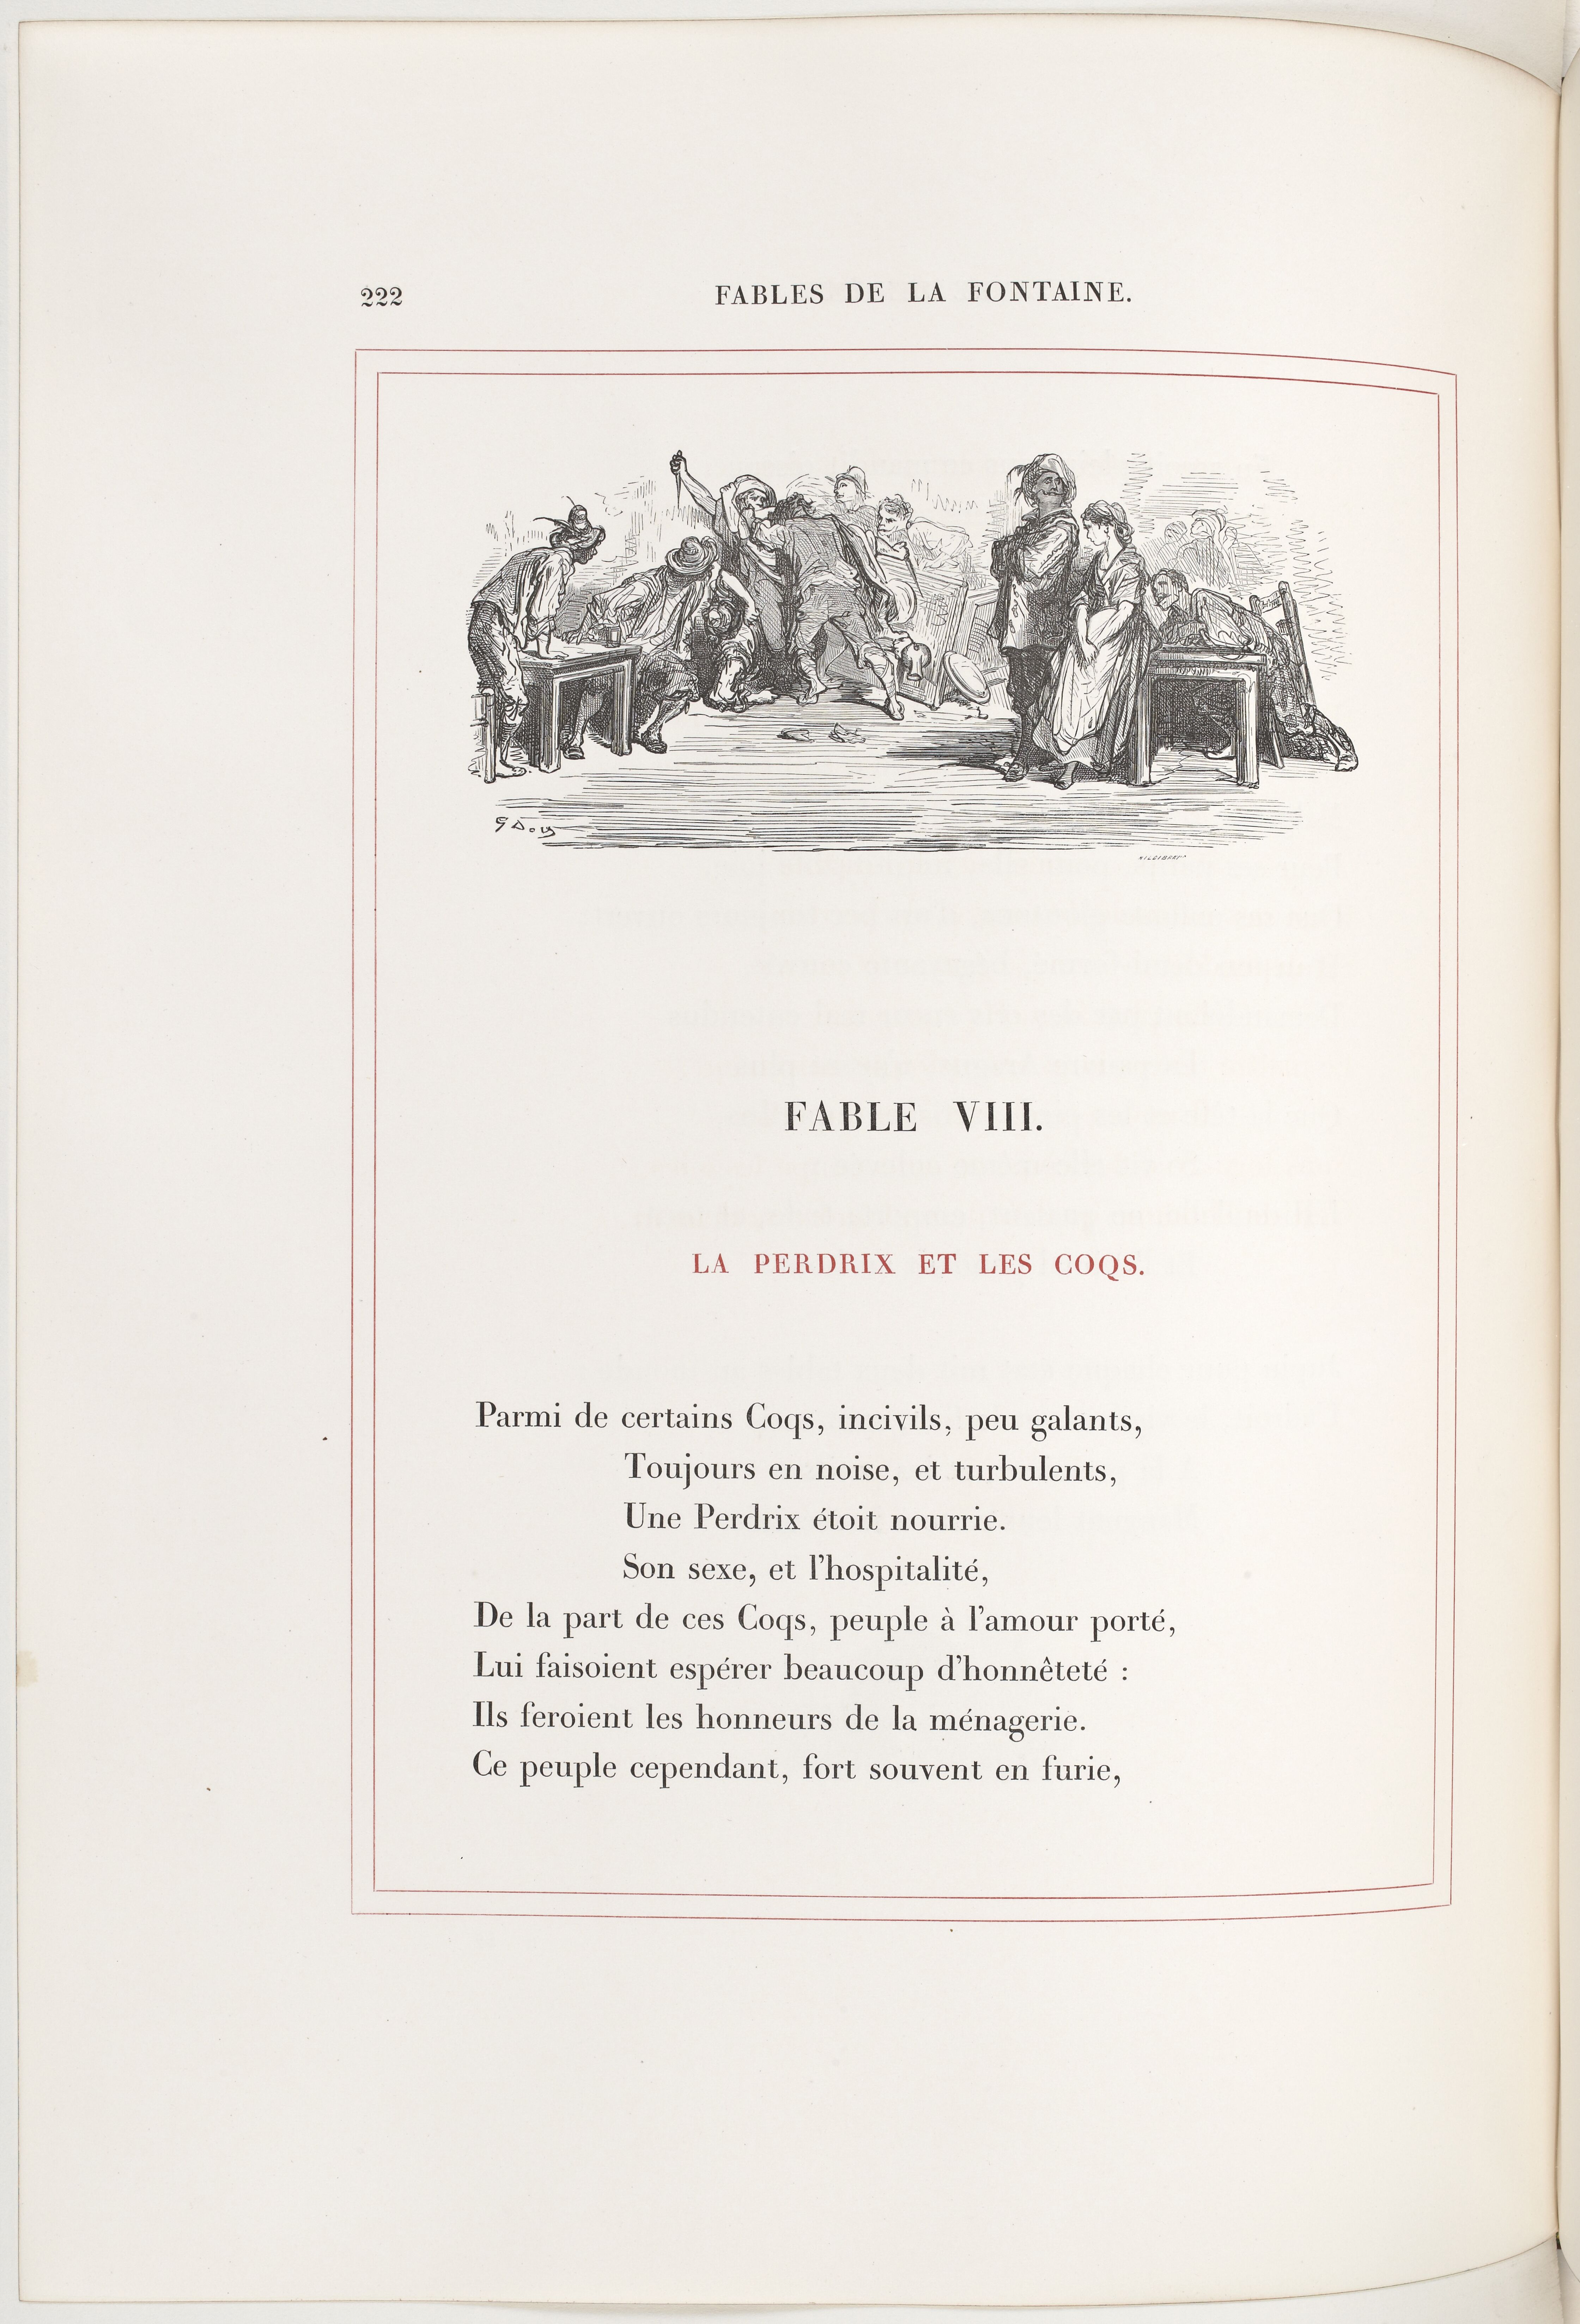 222
FABLES DE LA FONTAINE.
G Doré
FABLE VIII.
LA PERDRIX ET LES COQS.
Parmi de certains Coqs, incivils, peu galants,
Toujours en noise, et turbulents,
Une Perdrix étoit nourrie.
Son sexe, et l'hospitalité,
De la part de ces Coqs, peuple à l'amour porté,
Lui faisoient espérer beaucoup d'honnêteté :
Ils feroient les honneurs de la ménagerie.
Ce peuple cependant, fort souvent en furie,